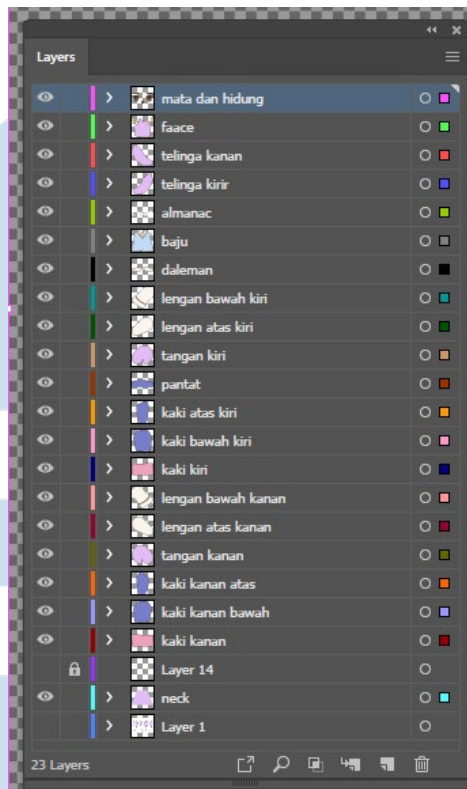 Layers
mata dan hidung
faace
telinga kanan
telinga kirir
almanac
baju
daleman
lengan bawah kiri
lengan atas kiri
tangan kiri
pantat
kaki atas kiri
kaki bawah kiri
kaki kiri
lengan bawah kanan
lengan atas kanan
tangan kanan
kaki kanan atas
kaki kanan bawah
kaki kanan
Layer 14
neck
Layer 1
23 Layers